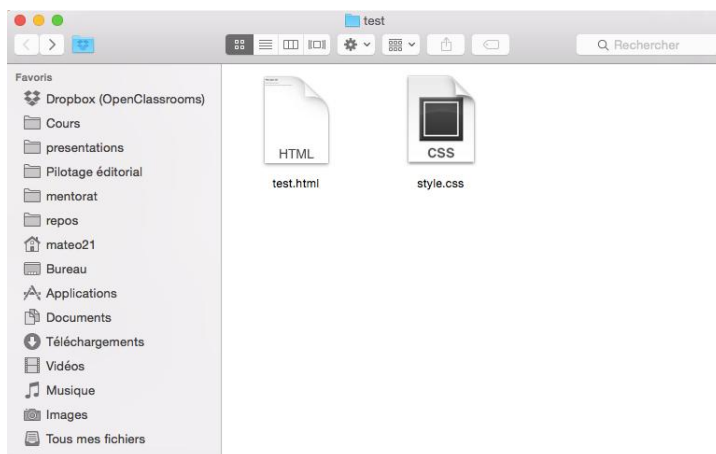 test
Rechercher
Favoris
Dropbox (OpenClassrooms)
Cours
presentations
Pilotage éditorial
mentorat
repos
mateo21
Bureau
Applications
Documents
Téléchargements
Vidéos
Musique
Images
Tous mes fichiers
HTML
CSS
test.html
style.css